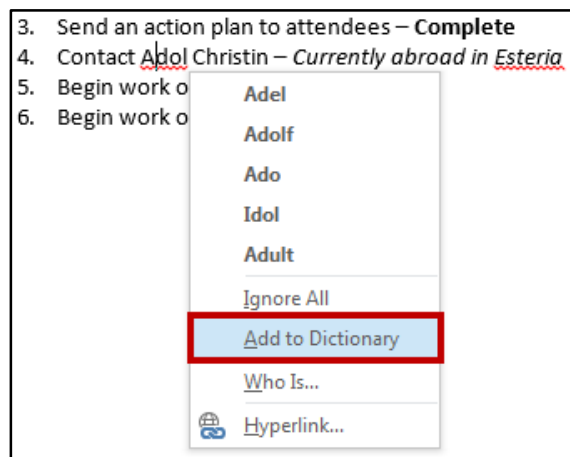 3. Send an action plan to attendees – Complete
4. Contact Adol Christin – Currently abroad in Esteria
5. Begin work o
6. Begin work o
Adel
Adolf
Ado
Idol
Adult
Ignore All
Add to Dictionary
Who Is...
Hyperlink...